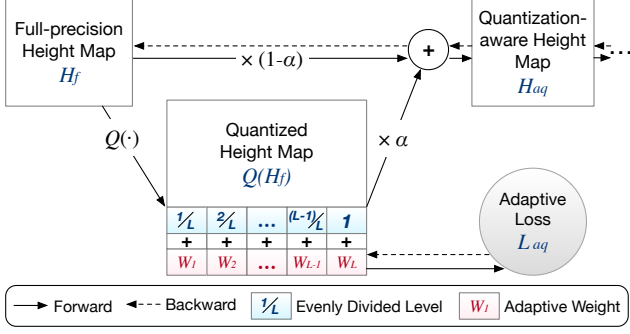 Full-precision
Height Map
Hf
Quantization-
aware Height
Map
Haq
+
...
× (1-α)
Q(·)
× α
Quantized
Height Map
Q(Hf)
1/L 2/L ... (L-1)/L 1
+ + + + +
W1 W2 ... WL-1 WL
Adaptive
Loss
Laq
Forward Backward 1/L Evenly Divided Level W1 Adaptive Weight